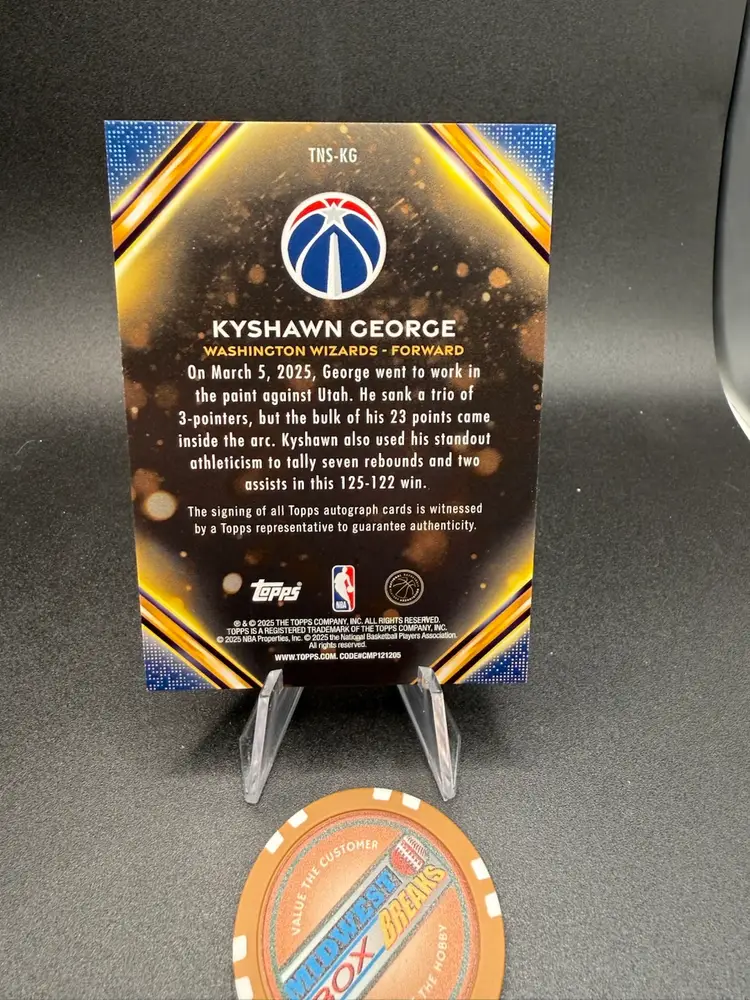 TNS-KG
KYSHAWN GEORGE
WASHINGTON WIZARDS - FORWARD
On March 5, 2025, George went to work in
the paint against Utah. He sank a trio of
3-pointers, but the bulk of his 23 points came
inside the arc. Kyshawn also used his standout
athleticism to tally seven rebounds and two
assists in this 125-122 win.
The signing of all Topps autograph cards is witnessed
by a Topps representative to guarantee authenticity.
Topps
NBA
® & © 2025 THE TOPPS COMPANY, INC. ALL RIGHTS RESERVED.
TOPPS IS A REGISTERED TRADEMARK OF THE TOPPS COMPANY, INC.
© 2025 NBA Properties, Inc. © 2025 the National Basketball Players Association.
All rights reserved.
WWW.TOPPS.COM. CODE#CMP121205
VALUE THE CUSTOMER
MIDWEST
BOX
BREAKS
THE HOBBY